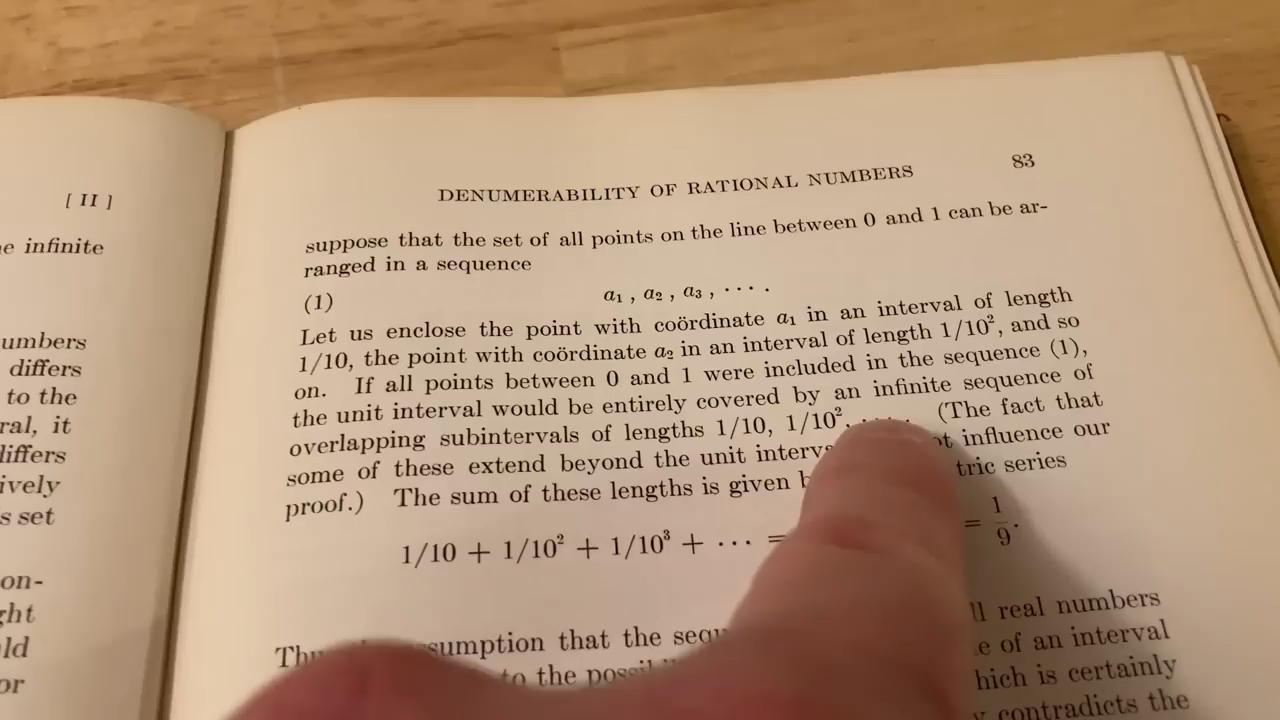 [ II ]
e infinite
umbers
differs
to the
ral, it
differs
ively
s set
on-
ght
ld
or
DENUMERABILITY OF RATIONAL NUMBERS 83
suppose that the set of all points on the line between 0 and 1 can be ar-
ranged in a sequence
(1) a₁ , a₂ , a₃ , · · · .
Let us enclose the point with coördinate a₁ in an interval of length
1/10, the point with coördinate a₂ in an interval of length 1/10², and so
on. If all points between 0 and 1 were included in the sequence (1),
the unit interval would be entirely covered by an infinite sequence of
overlapping subintervals of lengths 1/10, 1/10², · · · . (The fact that
some of these extend beyond the unit interv ot influence our
proof.) The sum of these lengths is given b tric series
1/10 + 1/10² + 1/10³ + · · · = = 1/9.
Th sumption that the seq ll real numbers
to the possi e of an interval
hich is certainly
y contradicts the